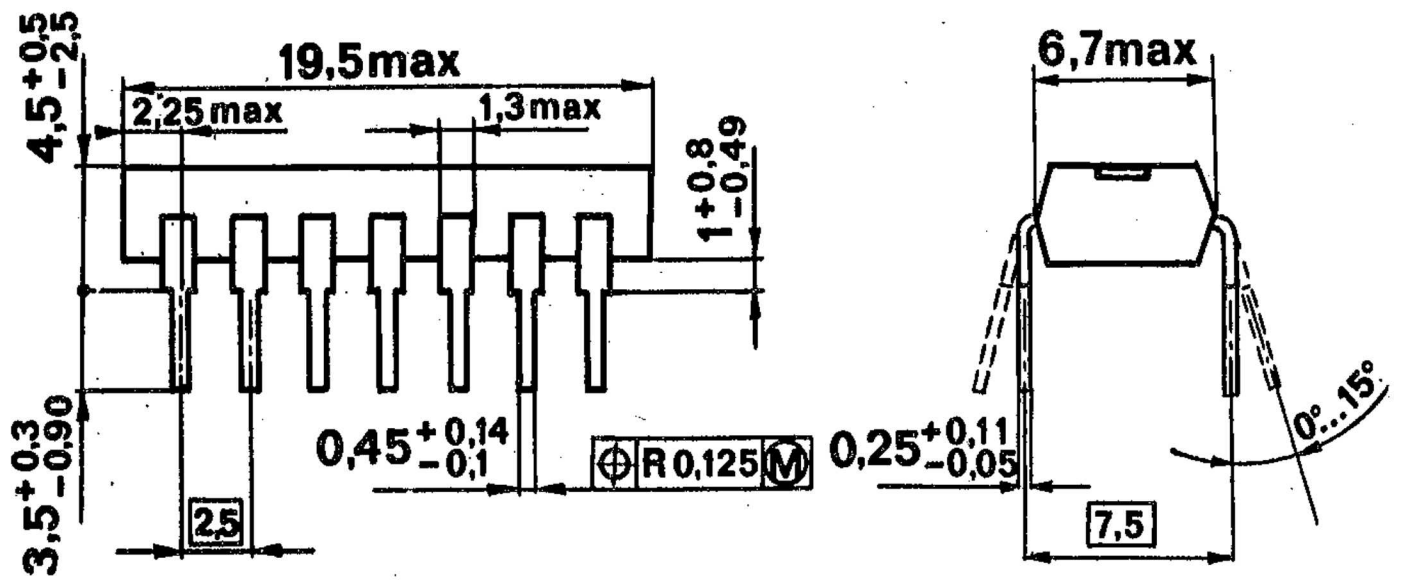 19,5max
6,7max
4,5+0,5
-2,5
2,25max
1,3max
1+0,8
-0,49
0°...15°
3,5+0,3
-0,90
0,45+0,14
-0,1
⌖ R 0,125 Ⓜ
0,25+0,11
-0,05
2,5
7,5